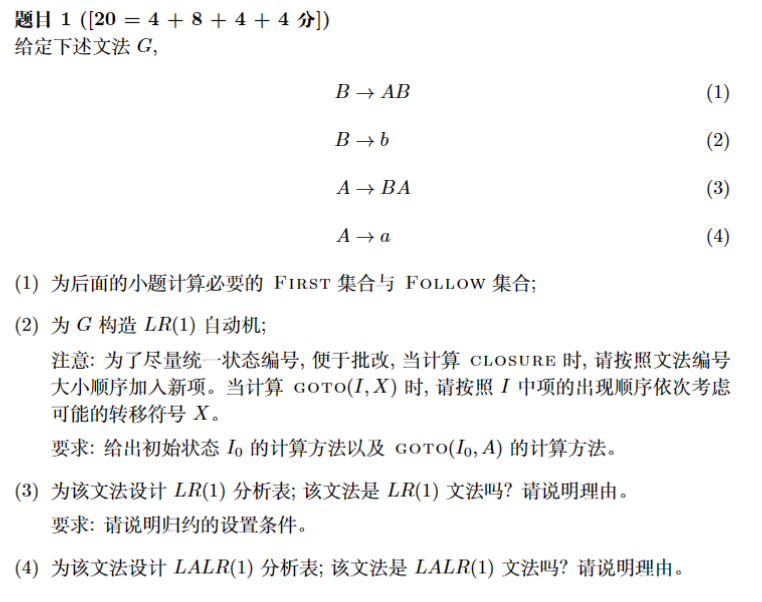 题目 1 ([20 = 4 + 8 + 4 + 4 分])
给定下述文法 G,
B → AB (1)
B → b (2)
A → BA (3)
A → a (4)
(1) 为后面的小题计算必要的 FIRST 集合与 FOLLOW 集合;
(2) 为 G 构造 LR(1) 自动机;
注意: 为了尽量统一状态编号, 便于批改, 当计算 CLOSURE 时, 请按照文法编号
大小顺序加入新项。当计算 GOTO(I, X) 时, 请按照 I 中项的出现顺序依次考虑
可能的转移符号 X。
要求: 给出初始状态 I₀ 的计算方法以及 GOTO(I₀, A) 的计算方法。
(3) 为该文法设计 LR(1) 分析表; 该文法是 LR(1) 文法吗? 请说明理由。
要求: 请说明归约的设置条件。
(4) 为该文法设计 LALR(1) 分析表; 该文法是 LALR(1) 文法吗? 请说明理由。